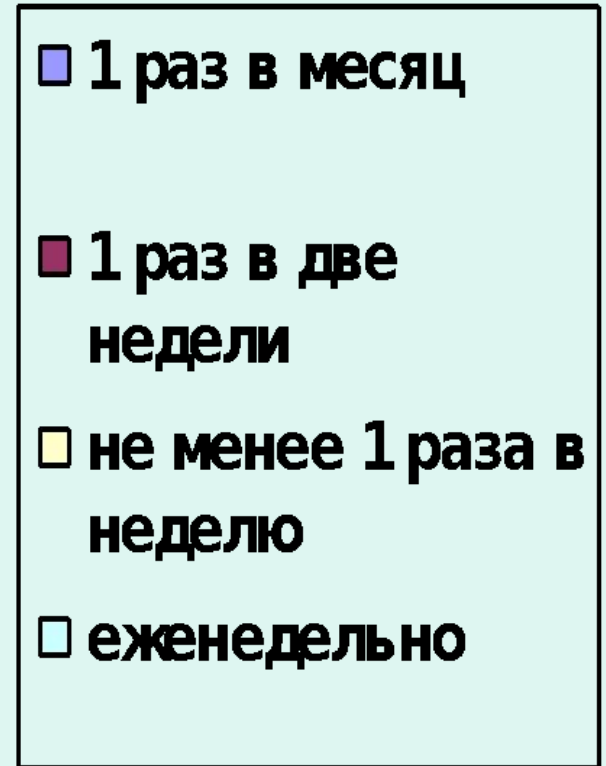 1 раз в месяц
1 раз в две
недели
не менее 1 раза в
неделю
еженедельно